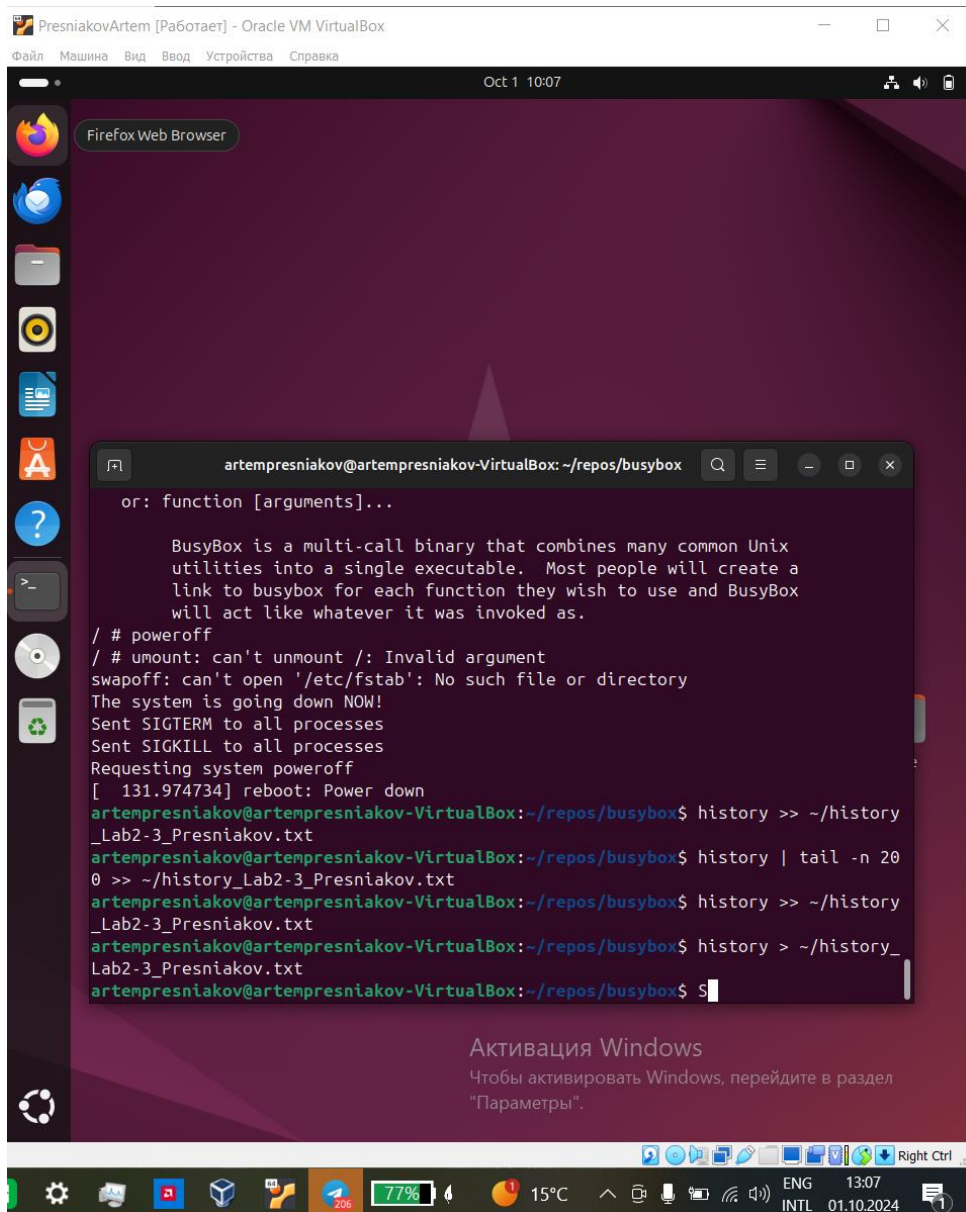 PresniakovArtem [Работает] - Oracle VM VirtualBox
Файл Машина Вид Ввод Устройства Справка
Oct 1 10:07
Firefox Web Browser
artempresniakov@artempresniakov-VirtualBox: ~/repos/busybox
or: function [arguments]...
BusyBox is a multi-call binary that combines many common Unix
utilities into a single executable. Most people will create a
link to busybox for each function they wish to use and BusyBox
will act like whatever it was invoked as.
/ # poweroff
/ # umount: can't unmount /: Invalid argument
swapoff: can't open '/etc/fstab': No such file or directory
The system is going down NOW!
Sent SIGTERM to all processes
Sent SIGKILL to all processes
Requesting system poweroff
[ 131.974734] reboot: Power down
artempresniakov@artempresniakov-VirtualBox:~/repos/busybox$ history >> ~/history
_Lab2-3_Presniakov.txt
artempresniakov@artempresniakov-VirtualBox:~/repos/busybox$ history | tail -n 20
0 >> ~/history_Lab2-3_Presniakov.txt
artempresniakov@artempresniakov-VirtualBox:~/repos/busybox$ history >> ~/history
_Lab2-3_Presniakov.txt
artempresniakov@artempresniakov-VirtualBox:~/repos/busybox$ history > ~/history_
Lab2-3_Presniakov.txt
artempresniakov@artempresniakov-VirtualBox:~/repos/busybox$ S
Активация Windows
Чтобы активировать Windows, перейдите в раздел
"Параметры".
Right Ctrl
206
77%
1
15°C
ENG
INTL
13:07
01.10.2024
1